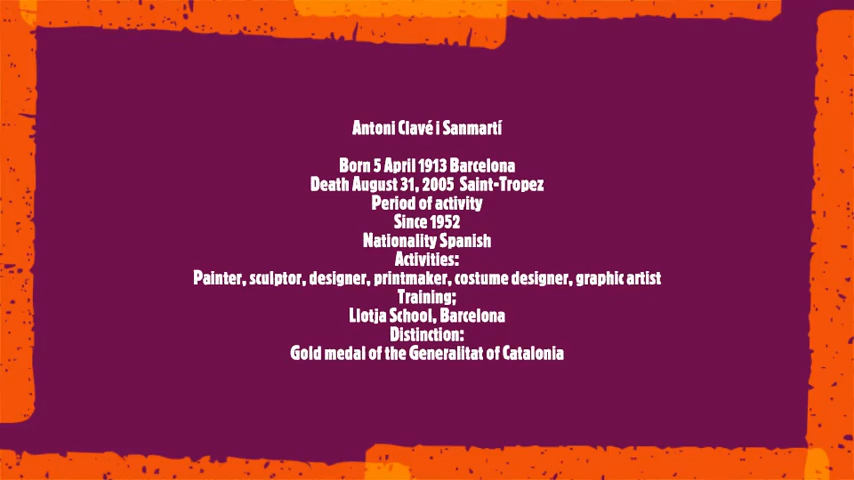 Antoni Clavé i Sanmartí
Born 5 April 1913 Barcelona
Death August 31, 2005 Saint-Tropez
Period of activity
Since 1952
Nationality Spanish
Activities:
Painter, sculptor, designer, printmaker, costume designer, graphic artist
Training;
Llotja School, Barcelona
Distinction:
Gold medal of the Generalitat of Catalonia